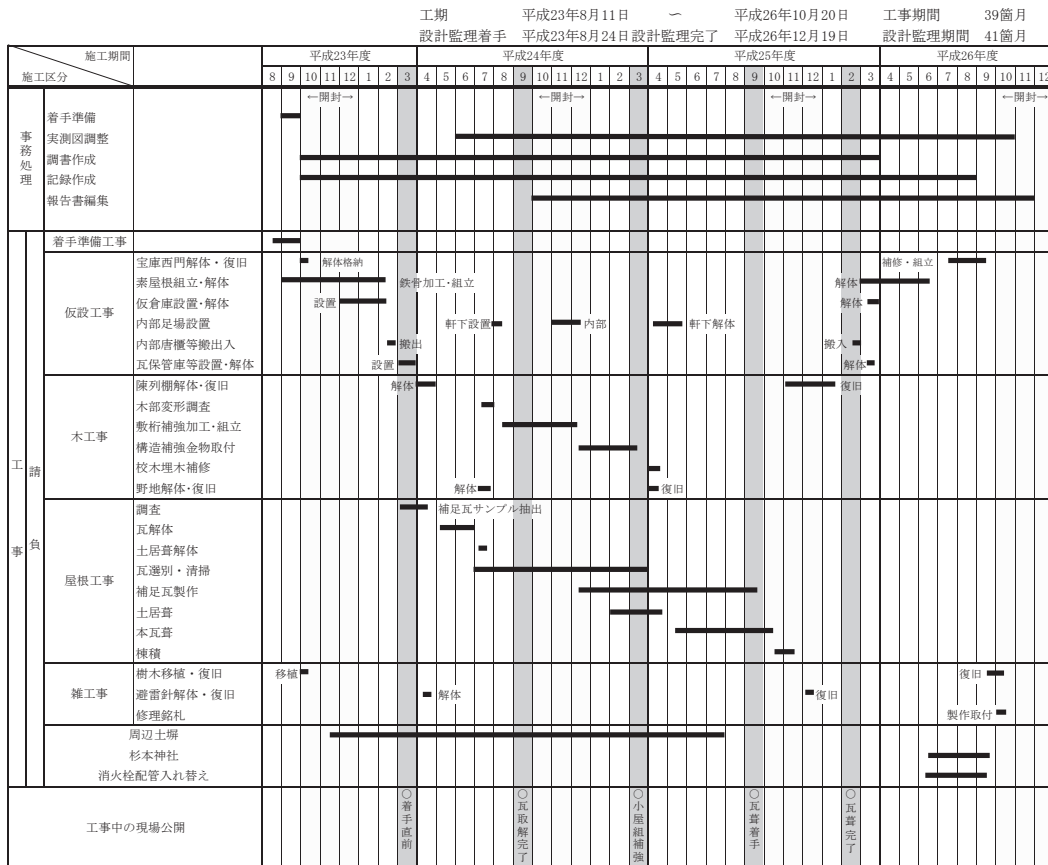 工期 平成23年8月11日 ～ 平成26年10月20日 工事期間 39箇月
設計監理着手 平成23年8月24日 設計監理完了 平成26年12月19日 設計監理期間 41箇月
施工期間 平成23年度 平成24年度 平成25年度 平成26年度
施工区分 8 9 10 11 12 1 2 3 4 5 6 7 8 9 10 11 12 1 2 3 4 5 6 7 8 9 10 11 12 1 2 3 4 5 6 7 8 9 10 11 12
←開封→ ←開封→ ←開封→ ←開封→
事務処理
着手準備
実測図調整
調書作成
記録作成
報告書編集
工事
請負
着手準備工事
仮設工事
宝庫西門解体・復旧 解体格納 補修・組立
素屋根組立・解体 鉄骨加工・組立 解体
仮倉庫設置・解体 設置 解体
内部足場設置 軒下設置 内部 軒下解体
内部唐櫃等搬出入 搬出 搬入
瓦保管庫等設置・解体 設置 解体
木工事
陳列棚解体・復旧 解体 復旧
木部変形調査
敷桁補強加工・組立
構造補強金物取付
校木埋木補修
野地解体・復旧 解体 復旧
屋根工事
調査 補足瓦サンプル抽出
瓦解体
土居葺解体
瓦選別・清掃
補足瓦製作
土居葺
本瓦葺
棟積
雑工事
樹木移植・復旧 移植 復旧
避雷針解体・復旧 解体 復旧
修理銘札 製作取付
周辺土塀
杉本神社
消火栓配管入れ替え
工事中の現場公開
○着手直前
○瓦取解完了
○小屋組補強
○瓦葺着手
○瓦葺完了